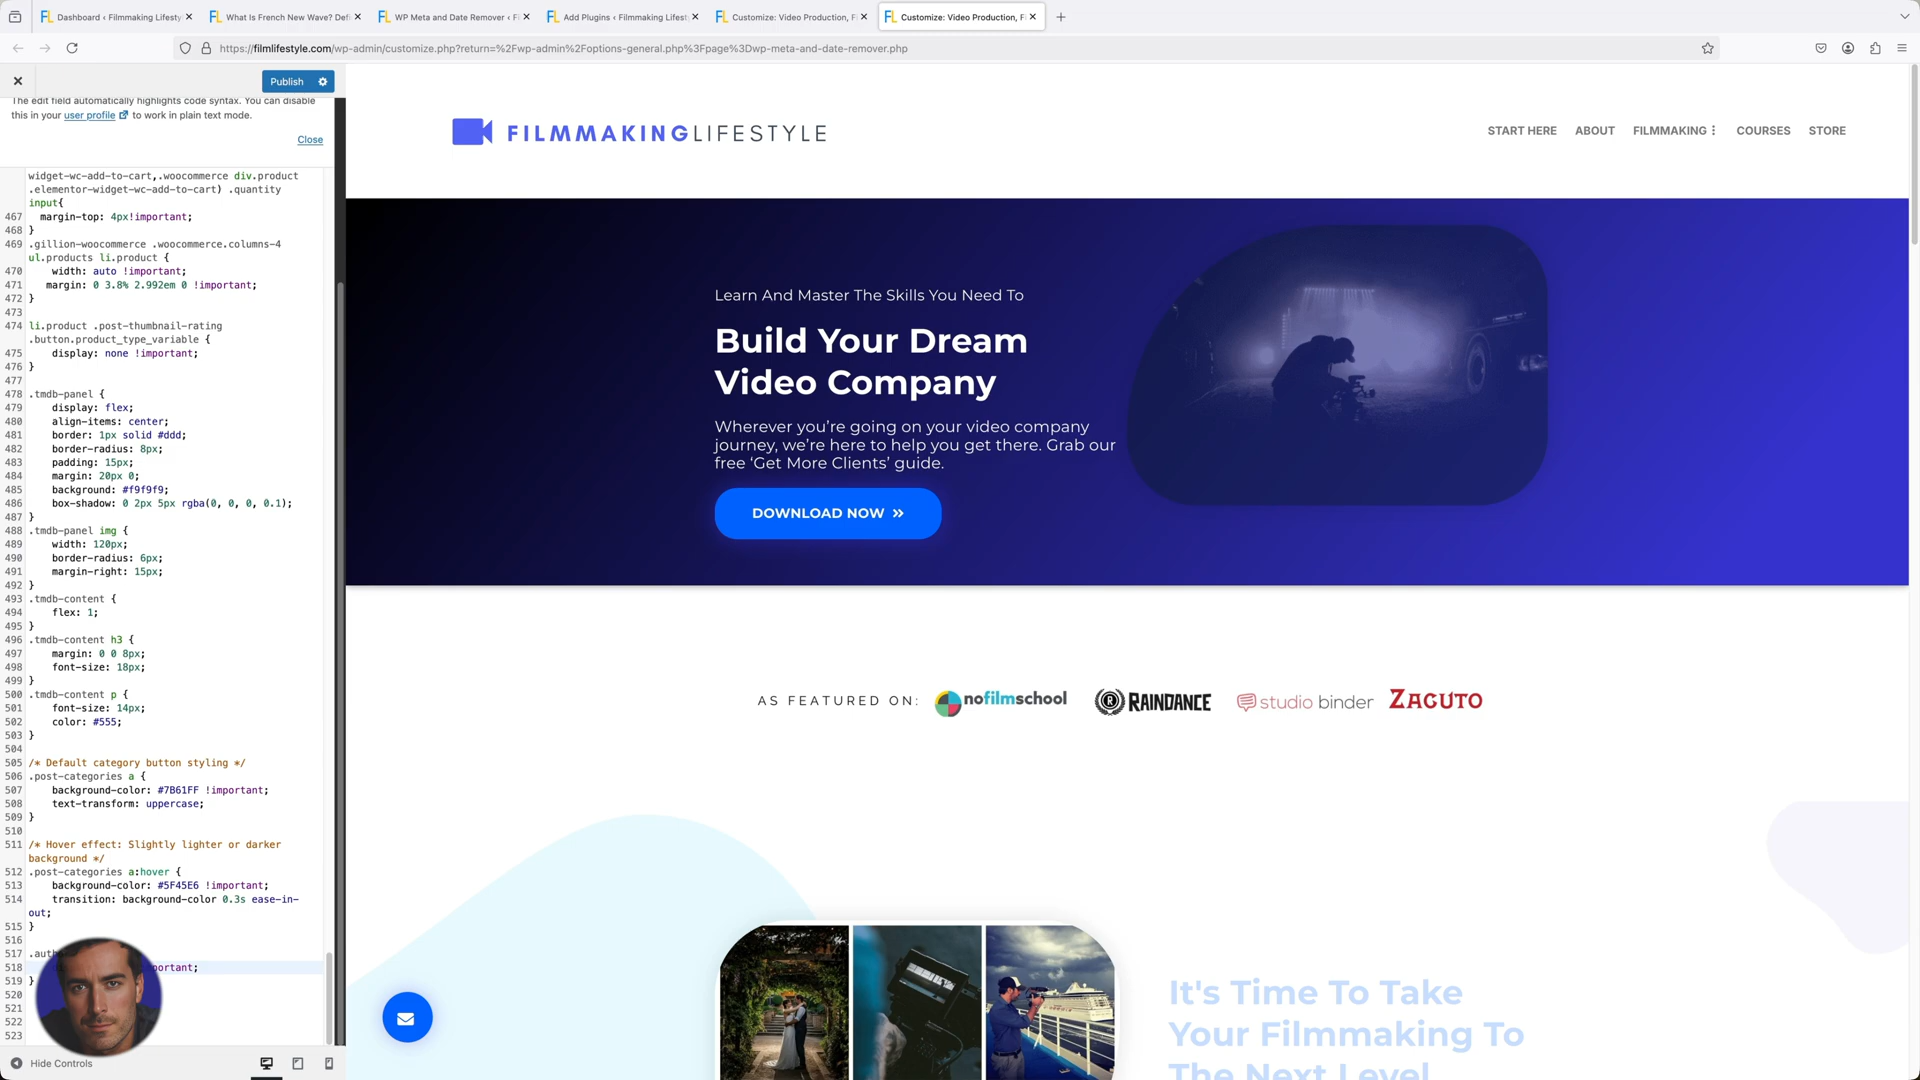 Dashboard ‹ Filmmaking Lifesty
What Is French New Wave? Defi
WP Meta and Date Remover ‹ Fi
Add Plugins ‹ Filmmaking Lifest
Customize: Video Production, F
Customize: Video Production, Fi
https://filmlifestyle.com/wp-admin/customize.php?return=%2Fwp-admin%2Foptions-general.php%3Fpage%3Dwp-meta-and-date-remover.php
Publish
The edit field automatically highlights code syntax. You can disable
this in your user profile to work in plain text mode.
Close
widget-wc-add-to-cart,.woocommerce div.product
.elementor-widget-wc-add-to-cart) .quantity
input{
467 margin-top: 4px!important;
468 }
469 .gillion-woocommerce .woocommerce.columns-4
ul.products li.product {
470 width: auto !important;
471 margin: 0 3.8% 2.992em 0 !important;
472 }
473
474 li.product .post-thumbnail-rating
.button.product_type_variable {
475 display: none !important;
476 }
477
478 .tmdb-panel {
479 display: flex;
480 align-items: center;
481 border: 1px solid #ddd;
482 border-radius: 8px;
483 padding: 15px;
484 margin: 20px 0;
485 background: #f9f9f9;
486 box-shadow: 0 2px 5px rgba(0, 0, 0, 0.1);
487 }
488 .tmdb-panel img {
489 width: 120px;
490 border-radius: 6px;
491 margin-right: 15px;
492 }
493 .tmdb-content {
494 flex: 1;
495 }
496 .tmdb-content h3 {
497 margin: 0 0 8px;
498 font-size: 18px;
499 }
500 .tmdb-content p {
501 font-size: 14px;
502 color: #555;
503 }
504
505 /* Default category button styling */
506 .post-categories a {
507 background-color: #7B61FF !important;
508 text-transform: uppercase;
509 }
510
511 /* Hover effect: Slightly lighter or darker
background */
512 .post-categories a:hover {
513 background-color: #5F45E6 !important;
514 transition: background-color 0.3s ease-in-
out;
515 }
516
517 .auth
518 portant;
519 }
520
521
522
523
Hide Controls
FILMMAKINGLIFESTYLE
START HERE ABOUT FILMMAKING COURSES STORE
Learn And Master The Skills You Need To
Build Your Dream
Video Company
Wherever you're going on your video company
journey, we're here to help you get there. Grab our
free 'Get More Clients' guide.
DOWNLOAD NOW »
AS FEATURED ON: nofilmschool RAINDANCE studio binder ZACUTO
It's Time To Take
Your Filmmaking To
The Next Level